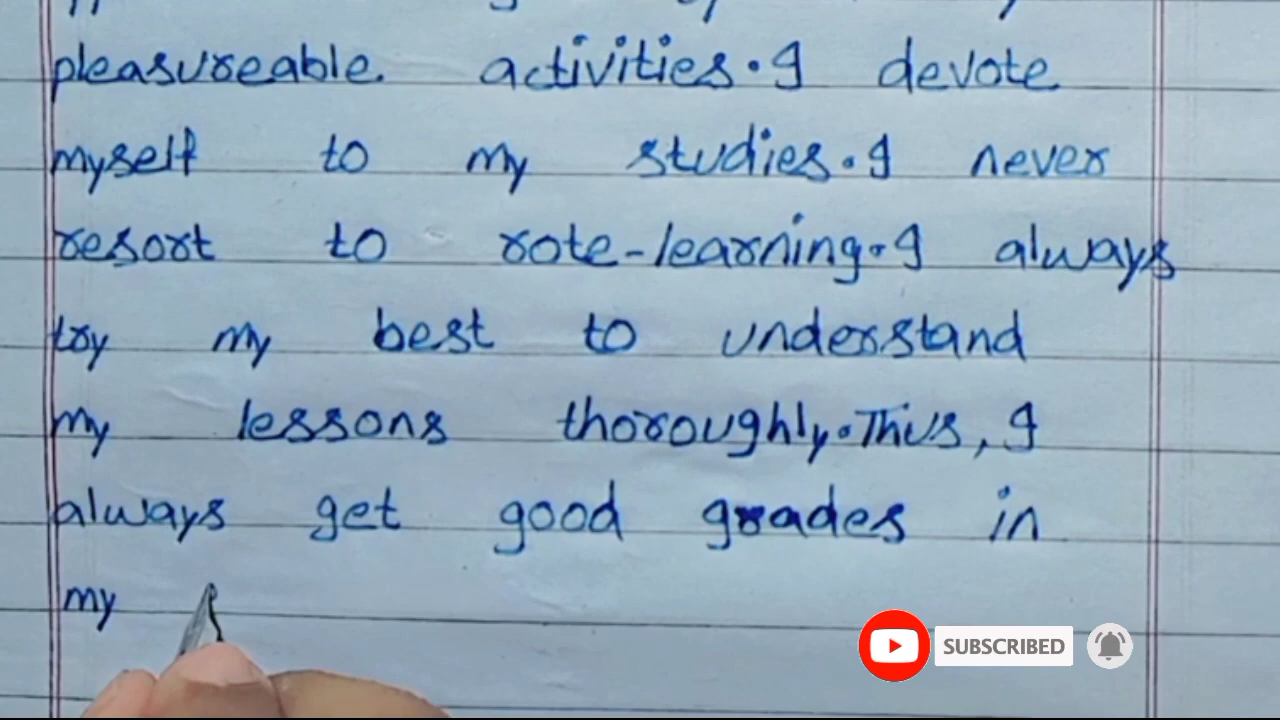 pleasureable activities. I devote
myself to my studies. I never
resort to rote-learning. I always
try my best to understand
my lessons thoroughly. Thus, I
always get good grades in
my
SUBSCRIBED